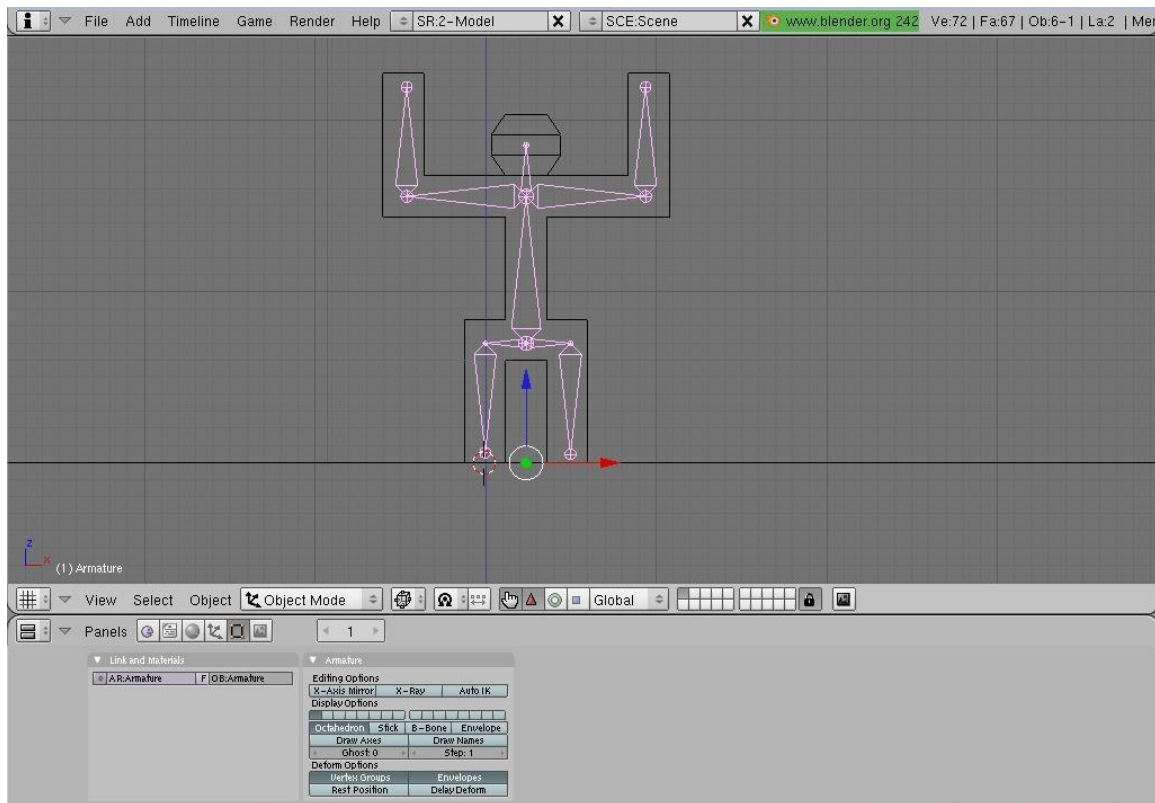 File Add Timeline Game Render Help SR:2-Model SCE:Scene www.blender.org 242 Ve:72 | Fa:67 | Ob:6-1 | La:2 | Mer
z
x
(1) Armature
View Select Object Object Mode Global
Panels 1
Link and Materials Armature
AR:Armature F OB:Armature Editing Options
X-Axis Mirror X-Ray Auto IK
Display Options
Octahedron Stick B-Bone Envelope
Draw Axes Draw Names
Ghost: 0 Step: 1
Deform Options
Vertex Groups Envelopes
Rest Position Delay Deform